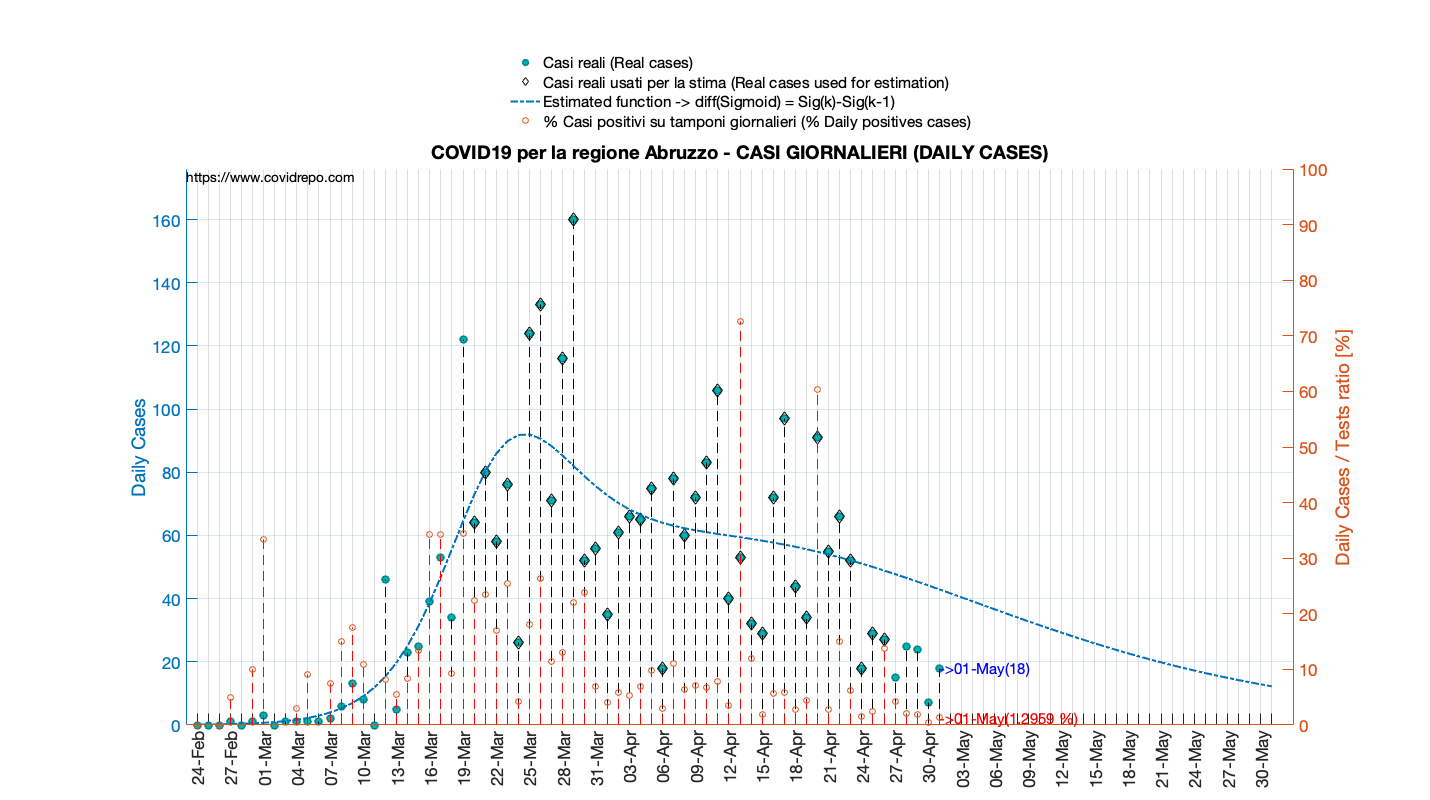 Casi reali (Real cases)
Casi reali usati per la stima (Real cases used for estimation)
Estimated function -> diff(Sigmoid) = Sig(k)-Sig(k-1)
% Casi positivi su tamponi giornalieri (% Daily positives cases)
COVID19 per la regione Abruzzo - CASI GIORNALIERI (DAILY CASES)
https://www.covidrepo.com
Daily Cases
160
140
120
100
80
60
40
20
0
100
90
80
70
60
50
40
30
20
10
0
Daily Cases / Tests ratio [%]
->01-May(18)
->01-May(1.2959 %)
24-Feb
27-Feb
01-Mar
04-Mar
07-Mar
10-Mar
13-Mar
16-Mar
19-Mar
22-Mar
25-Mar
28-Mar
31-Mar
03-Apr
06-Apr
09-Apr
12-Apr
15-Apr
18-Apr
21-Apr
24-Apr
27-Apr
30-Apr
03-May
06-May
09-May
12-May
15-May
18-May
21-May
24-May
27-May
30-May